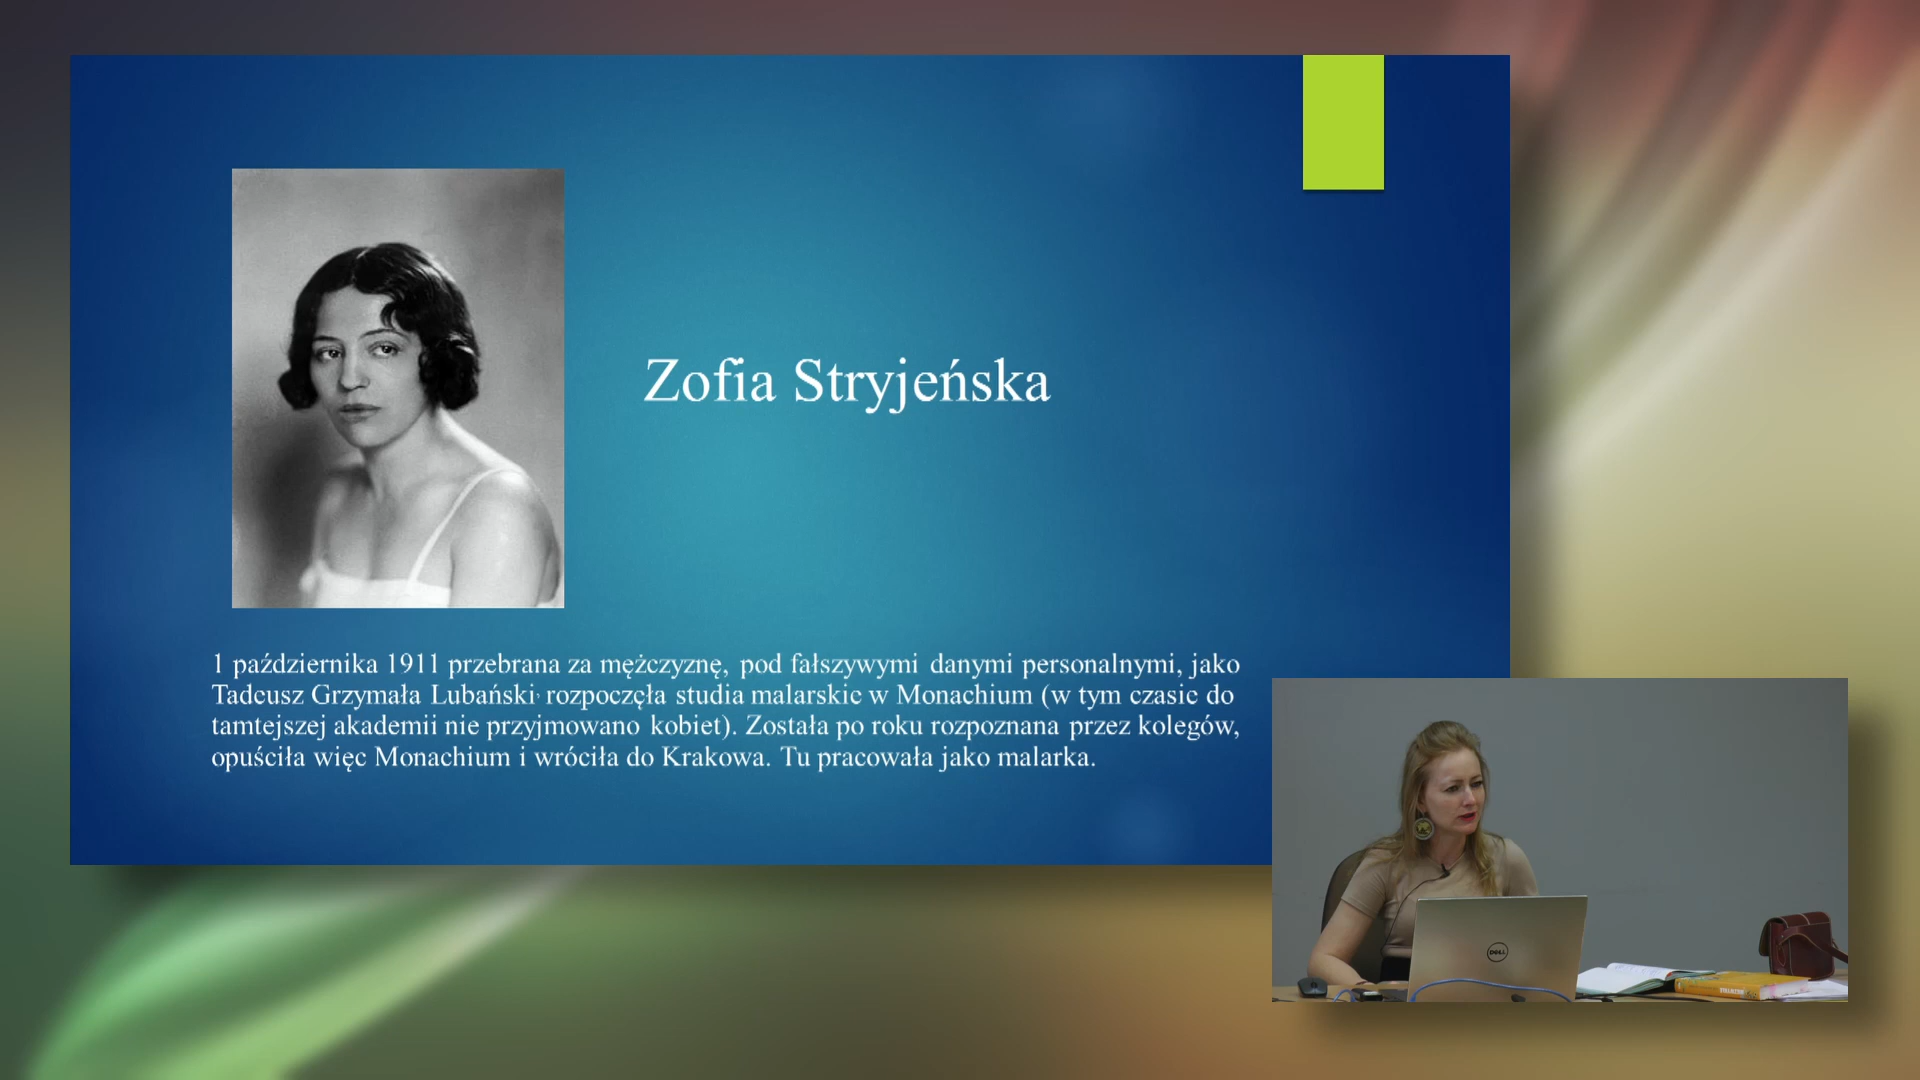 Zofia Stryjeńska
1 października 1911 przebrana za mężczyznę, pod fałszywymi danymi personalnymi, jako
Tadeusz Grzymała Lubański, rozpoczęła studia malarskie w Monachium (w tym czasie do
tamtejszej akademii nie przyjmowano kobiet). Została po roku rozpoznana przez kolegów,
opuściła więc Monachium i wróciła do Krakowa. Tu pracowała jako malarka.
DELL